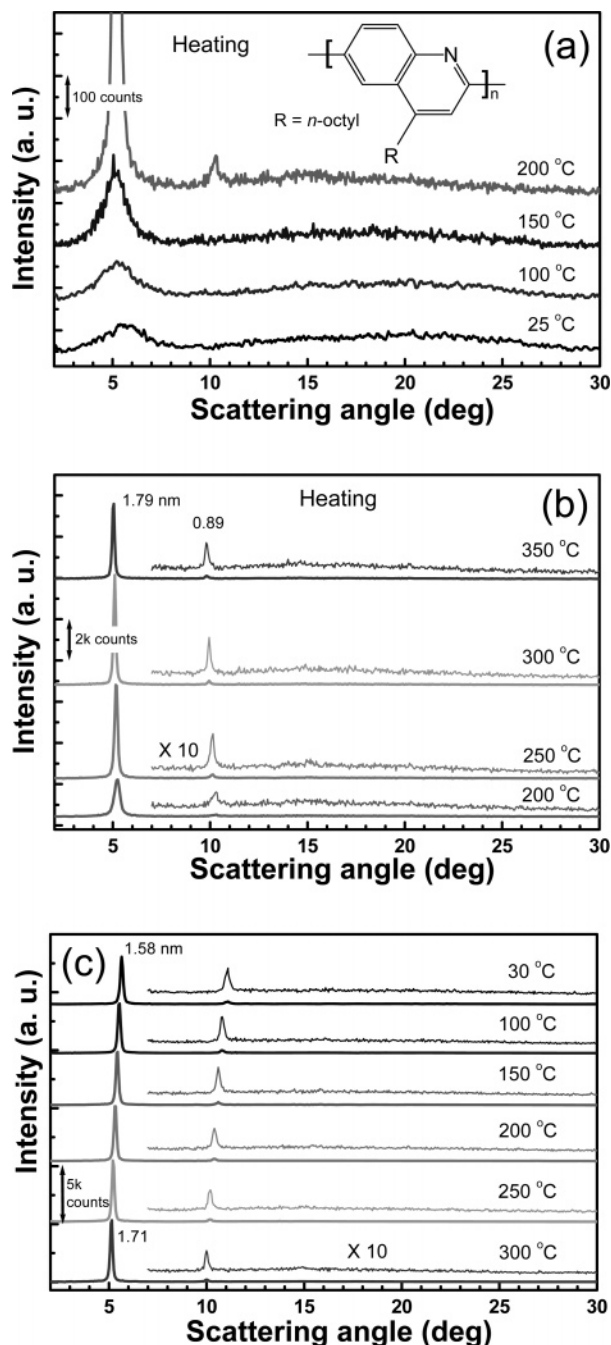 (a)
Heating
100 counts
N
n
R = n-octyl
R
200 °C
150 °C
100 °C
25 °C
Intensity (a. u.)
5 10 15 20 25 30
Scattering angle (deg)
(b)
1.79 nm
Heating
0.89
350 °C
2k counts
300 °C
X 10
250 °C
200 °C
Intensity (a. u.)
5 10 15 20 25 30
Scattering angle (deg)
(c)
1.58 nm
30 °C
100 °C
150 °C
200 °C
5k
counts
250 °C
1.71
X 10
300 °C
Intensity (a. u.)
5 10 15 20 25 30
Scattering angle (deg)